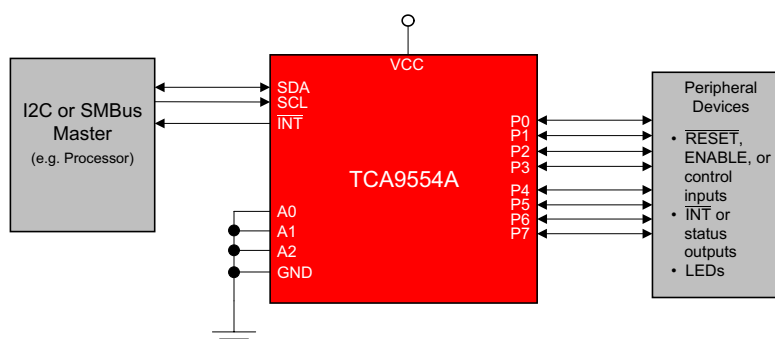 VCC
I2C or SMBus
Master
(e.g. Processor)
SDA
SCL
INT
A0
A1
A2
GND
TCA9554A
P0
P1
P2
P3
P4
P5
P6
P7
Peripheral
Devices
• RESET,
ENABLE, or
control
inputs
• INT or
status
outputs
• LEDs